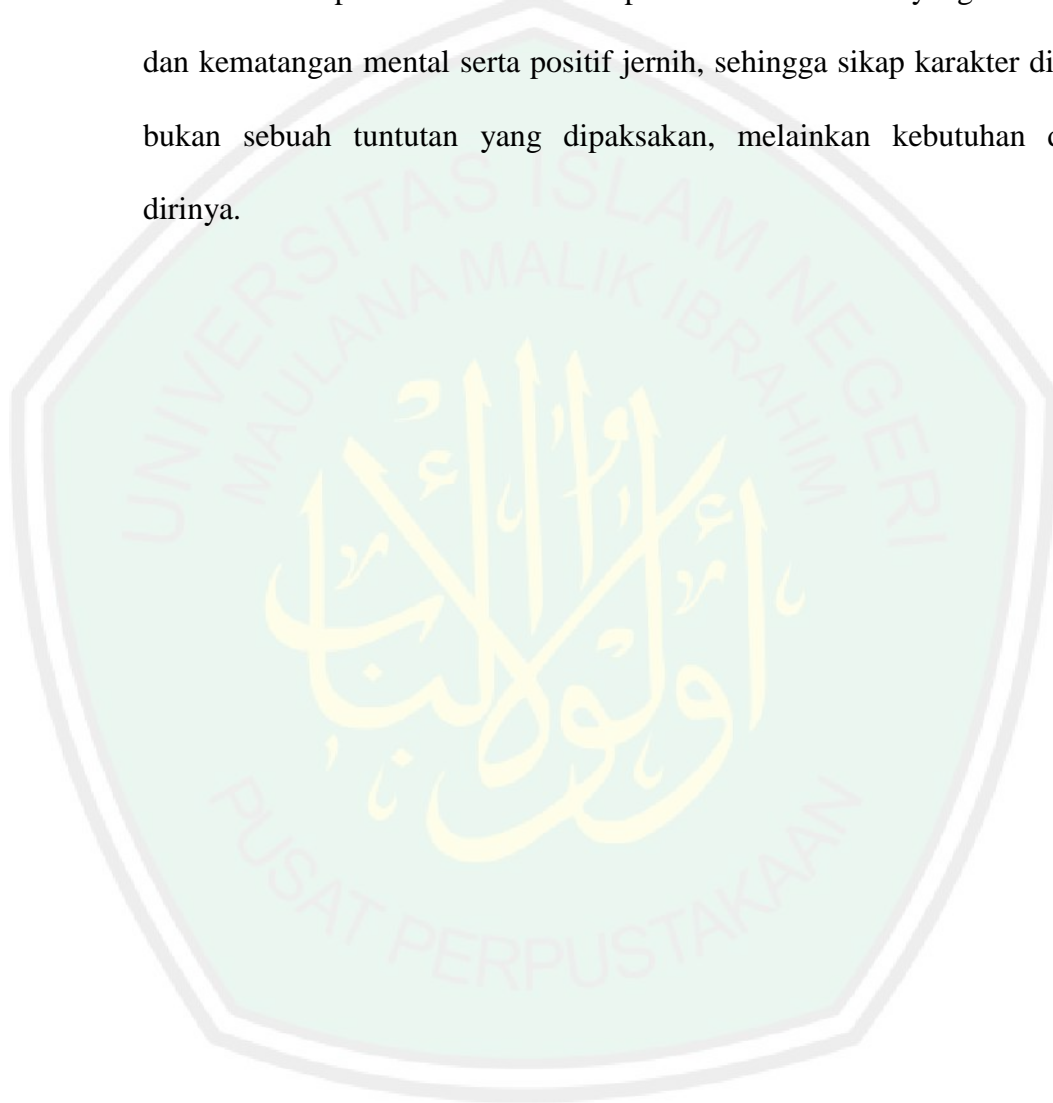 dan kematangan mental serta positif jernih, sehingga sikap karakter di
bukan sebuah tuntutan yang dipaksakan, melainkan kebutuhan
dirinya.
UNIVERSITAS ISLAM NEGERI
MAULANA MALIK IBRAHIM
أولوا الألباب
PUSAT PERPUSTAKAAN